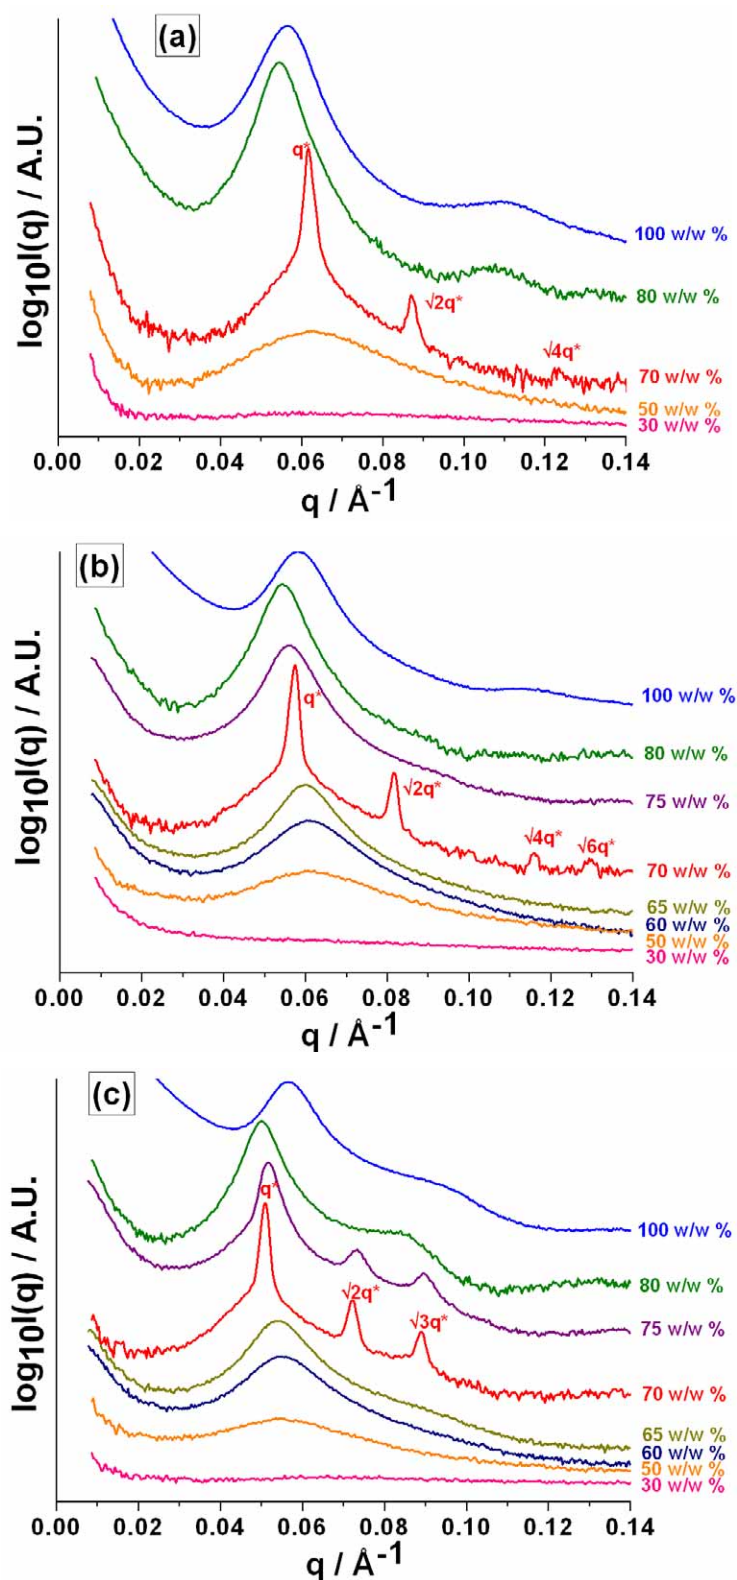 (a)
log10I(q) / A.U.
q*
√2q*
√4q*
100 w/w %
80 w/w %
70 w/w %
50 w/w %
30 w/w %
0.00 0.02 0.04 0.06 0.08 0.10 0.12 0.14
q / Å-1
(b)
log10I(q) / A.U.
q*
√2q*
√4q* √6q*
100 w/w %
80 w/w %
75 w/w %
70 w/w %
65 w/w %
60 w/w %
50 w/w %
30 w/w %
0.00 0.02 0.04 0.06 0.08 0.10 0.12 0.14
q / Å-1
(c)
log10I(q) / A.U.
q*
√2q*
√3q*
100 w/w %
80 w/w %
75 w/w %
70 w/w %
65 w/w %
60 w/w %
50 w/w %
30 w/w %
0.00 0.02 0.04 0.06 0.08 0.10 0.12 0.14
q / Å-1